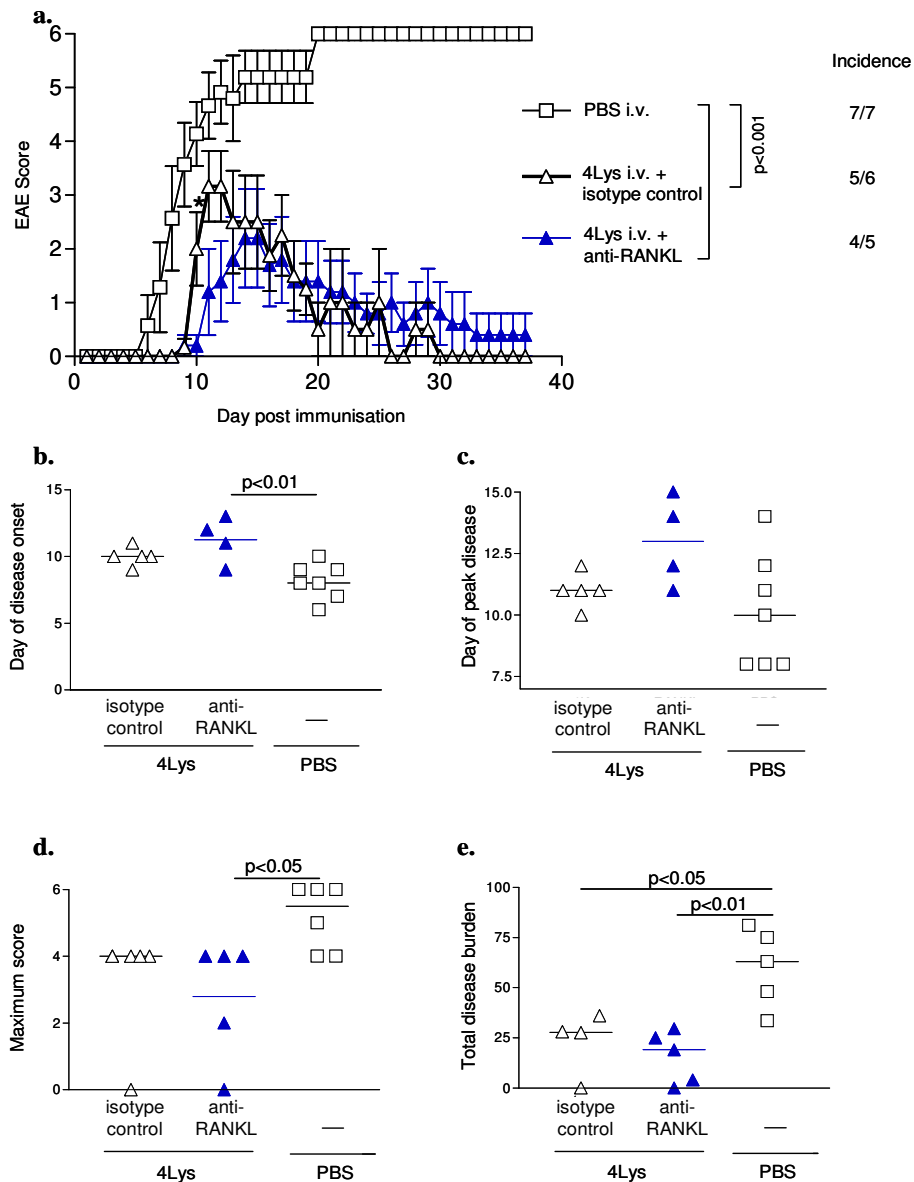 a.
6
5
4
3
2
1
0
EAE Score
*
0
10
20
30
40
Day post immunisation
Incidence
PBS i.v.
7/7
4Lys i.v. +
isotype control
5/6
4Lys i.v. +
anti-RANKL
4/5
p<0.001
b.
15
10
5
0
Day of disease onset
p<0.01
isotype
control
anti-
RANKL
—
4Lys
PBS
c.
15.0
12.5
10.0
7.5
Day of peak disease
isotype
control
anti-
RANKL
—
4Lys
PBS
d.
6
4
2
0
Maximum score
p<0.05
isotype
control
anti-
RANKL
—
4Lys
PBS
e.
100
75
50
25
0
Total disease burden
p<0.05
p<0.01
isotype
control
anti-
RANKL
—
4Lys
PBS